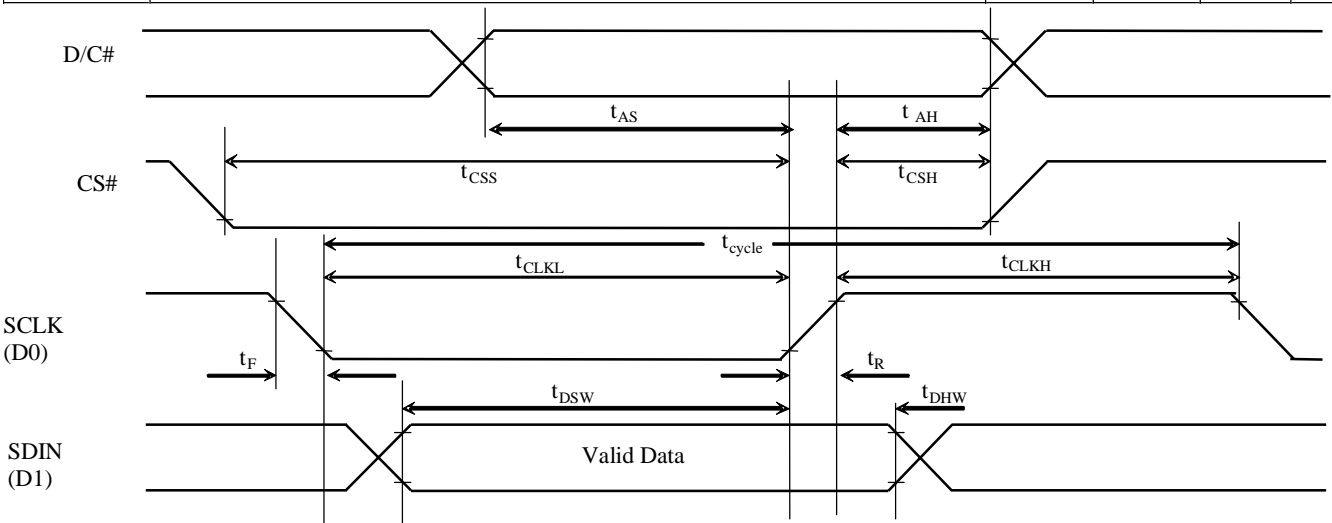 D/C#
t_AS
t_AH
CS#
t_CSS
t_CSH
t_cycle
t_CLKL
t_CLKH
SCLK
(D0)
t_F
t_R
t_DSW
t_DHW
SDIN
(D1)
Valid Data